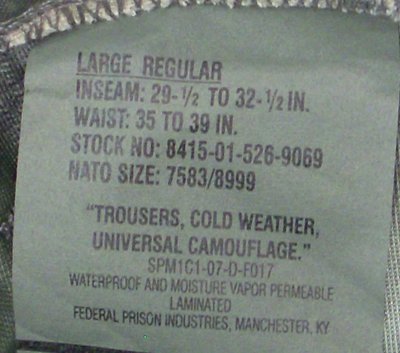 LARGE REGULAR
INSEAM: 29-1/2 TO 32-1/2 IN.
WAIST: 35 TO 39 IN.
STOCK NO: 8415-01-526-9069
NATO SIZE: 7583/8999
"TROUSERS, COLD WEATHER,
UNIVERSAL CAMOUFLAGE."
SPM1C1-07-D-F017
WATERPROOF AND MOISTURE VAPOR PERMEABLE
LAMINATED
FEDERAL PRISON INDUSTRIES, MANCHESTER, KY